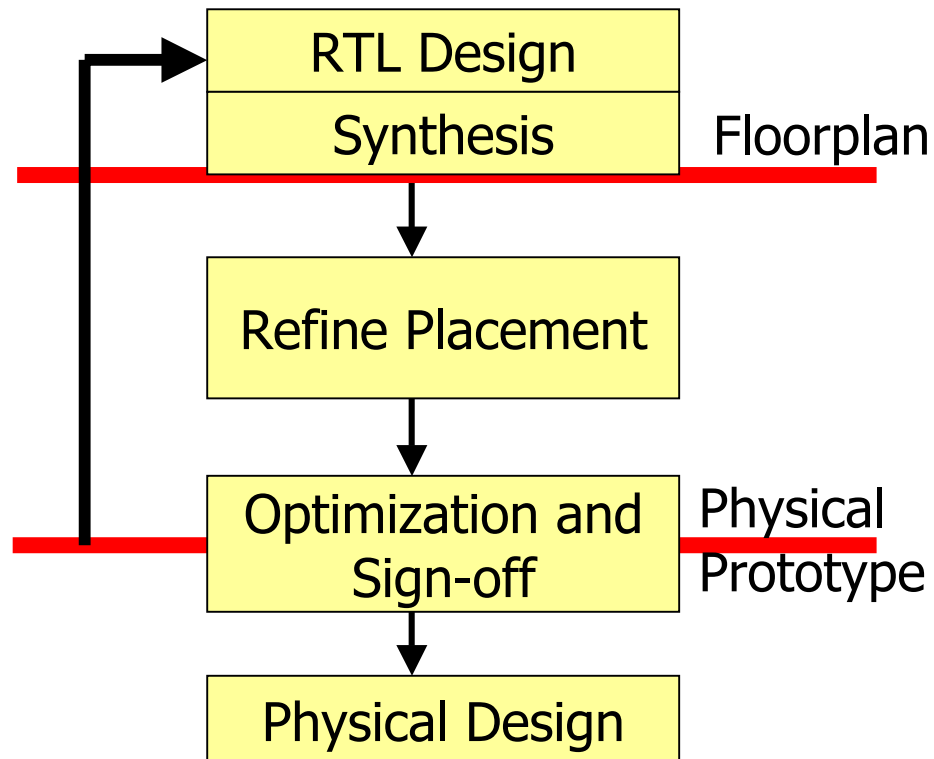 RTL Design
Synthesis
Floorplan
Refine Placement
Optimization and
Sign-off
Physical
Prototype
Physical Design